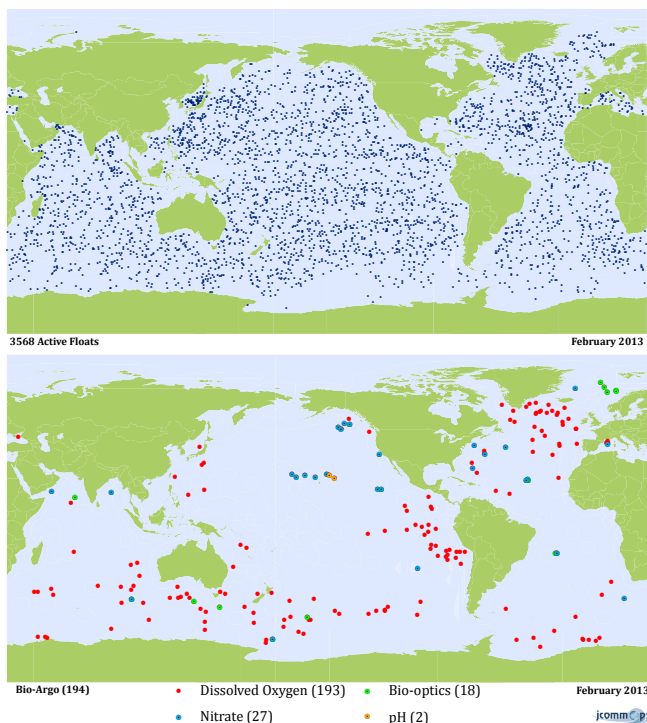 3568 Active Floats February 2013
Bio-Argo (194) February 2013
Dissolved Oxygen (193) Bio-optics (18)
Nitrate (27) pH (2)
jcommops